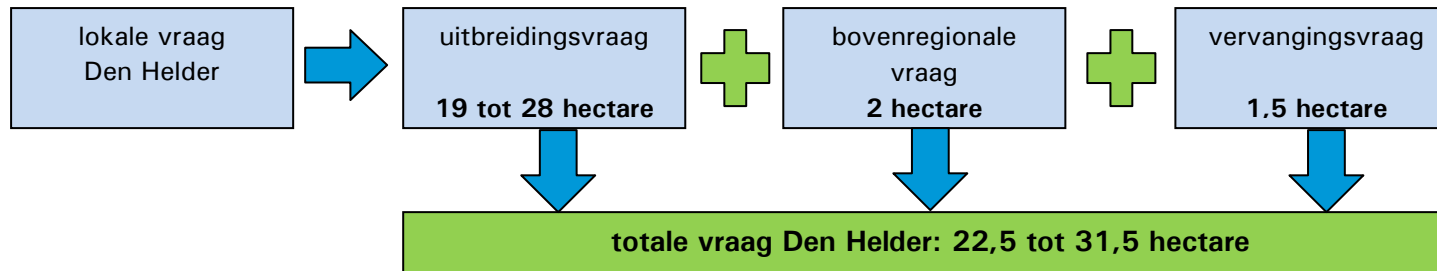 lokale vraag
Den Helder
uitbreidingsvraag
19 tot 28 hectare
bovenregionale
vraag
2 hectare
vervangingsvraag
1,5 hectare
totale vraag Den Helder: 22,5 tot 31,5 hectare